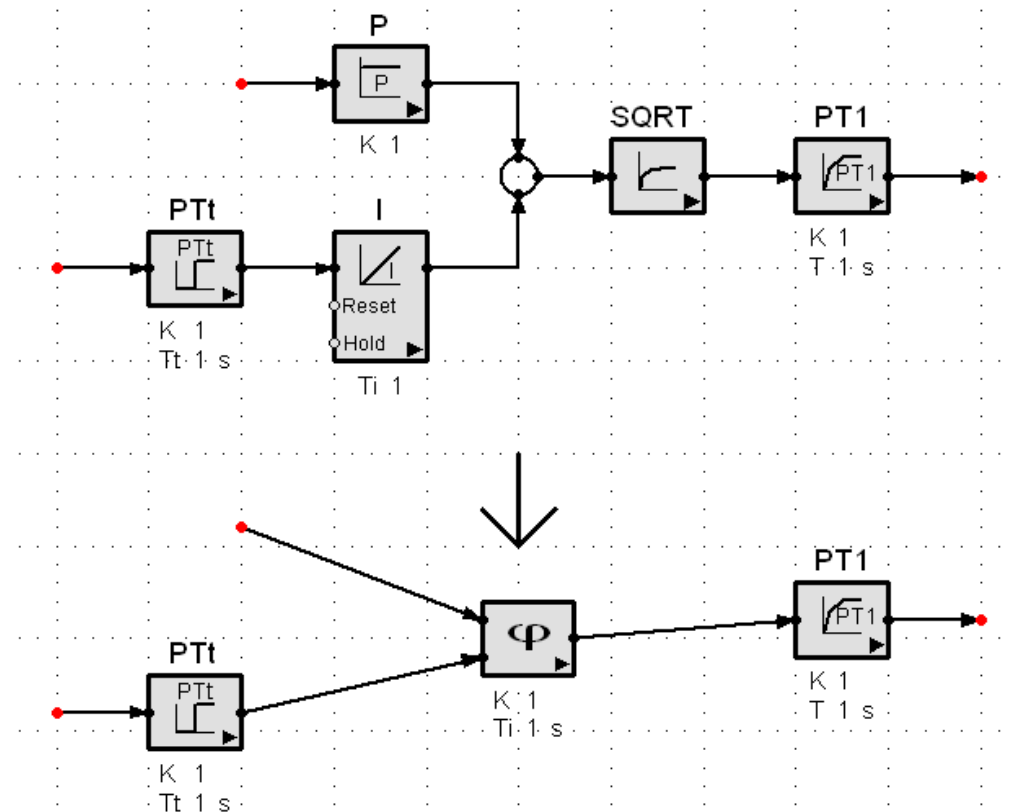 P
P
K 1
SQRT
PT1
PT1
K 1
T 1 s
PTt
PTt
K 1
Tt 1 s
I
I
Reset
Hold
Ti 1
φ
K 1
Ti 1 s
PT1
PT1
K 1
T 1 s
PTt
PTt
K 1
Tt 1 s